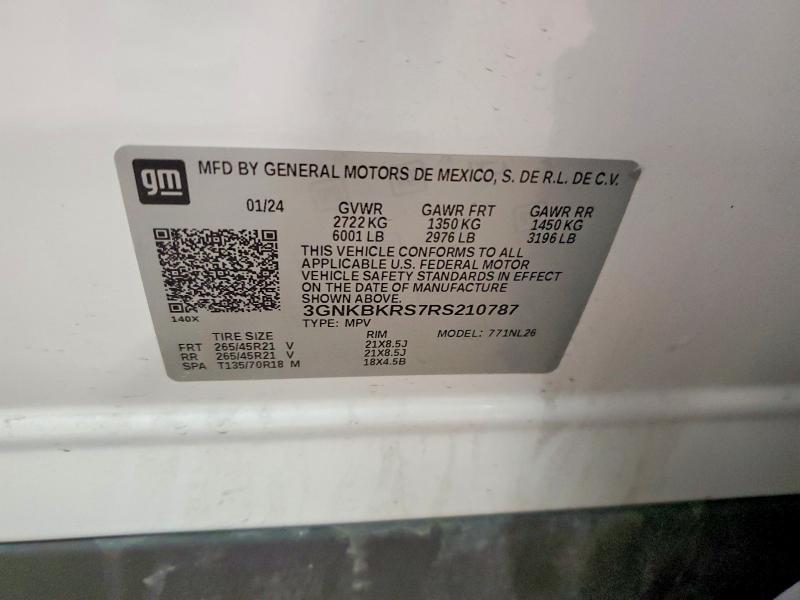 gm
MFD BY GENERAL MOTORS DE MEXICO, S. DE R.L. DE C.V.
01/24 GVWR GAWR FRT GAWR RR
2722 KG 1350 KG 1450 KG
6001 LB 2976 LB 3196 LB
THIS VEHICLE CONFORMS TO ALL
APPLICABLE U.S. FEDERAL MOTOR
VEHICLE SAFETY STANDARDS IN EFFECT
ON THE DATE OF MANUFACTURE
SHOWN ABOVE.
140X
3GNKBKRS7RS210787
TYPE: MPV MODEL: 771NL26
TIRE SIZE RIM
FRT 265/45R21 V 21X8.5J
RR 265/45R21 V 21X8.5J
SPA T135/70R18 M 18X4.5B